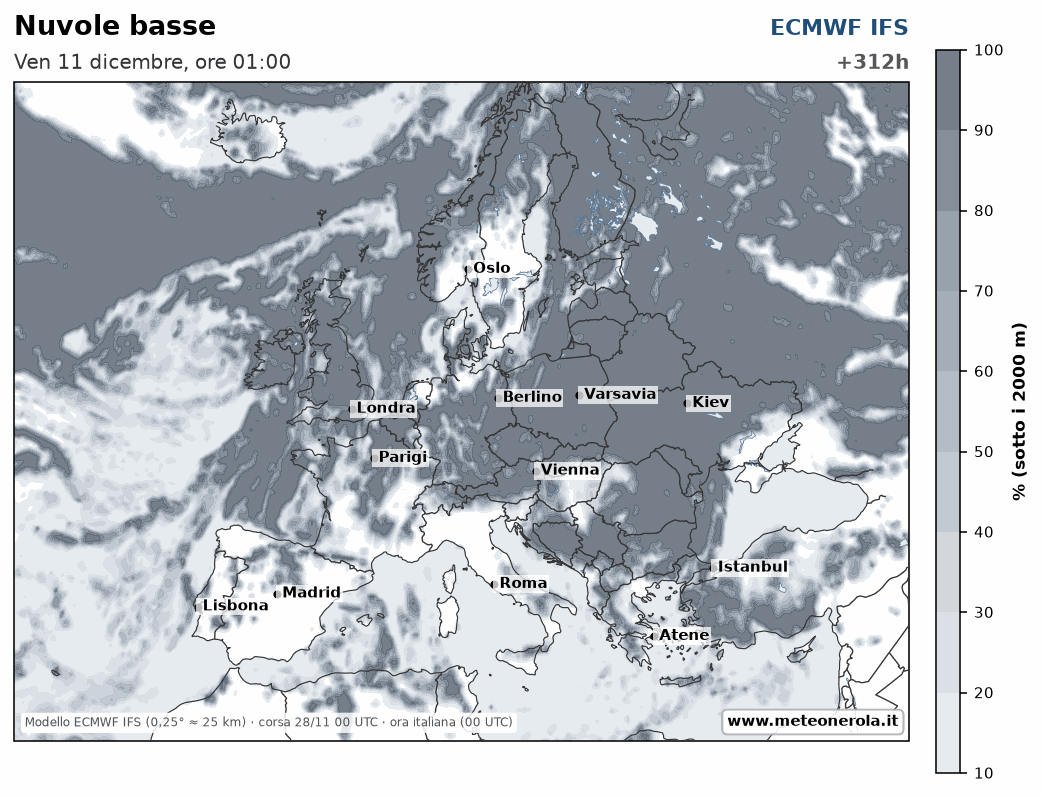 Nuvole basse
ECMWF IFS
Ven 11 dicembre, ore 01:00
+312h
100
90
80
70
60
50
40
30
20
10
% (sotto i 2000 m)
Oslo
Londra
Berlino
Varsavia
Kiev
Parigi
Vienna
Istanbul
Roma
Madrid
Lisbona
Atene
Modello ECMWF IFS (0,25° ≈ 25 km) · corsa 28/11 00 UTC · ora italiana (00 UTC)
www.meteonerola.it